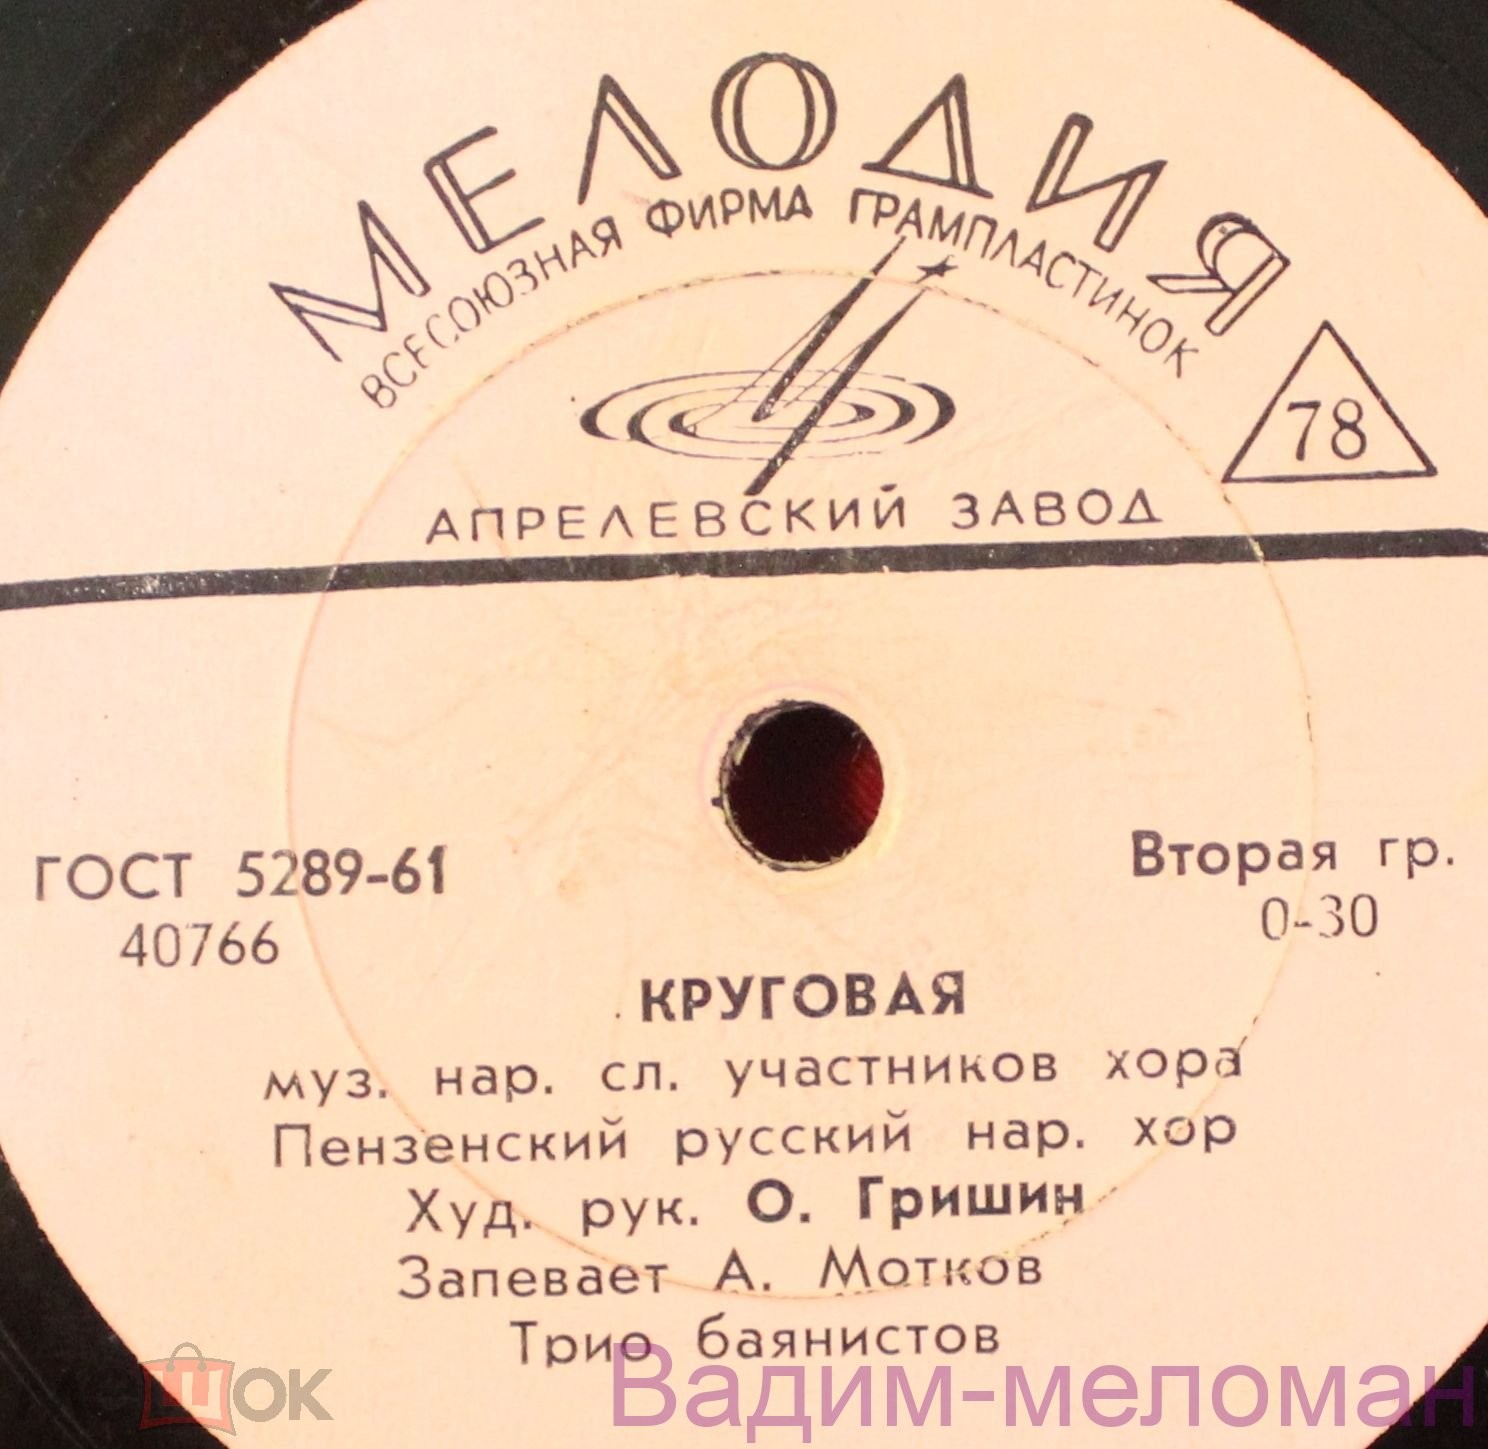 МЕЛОДИЯ
ВСЕСОЮЗНАЯ ФИРМА ГРАМПЛАСТИНОК
78
АПРЕЛЕВСКИЙ ЗАВОД
ГОСТ 5289-61
Вторая гр.
40766
0-30
КРУГОВАЯ
муз. нар. сл. участников хора
Пензенский русский нар. хор
Худ. рук. О. Гришин
Запевает А. Мотков
Трио баянистов
шок
Вадим-меломан